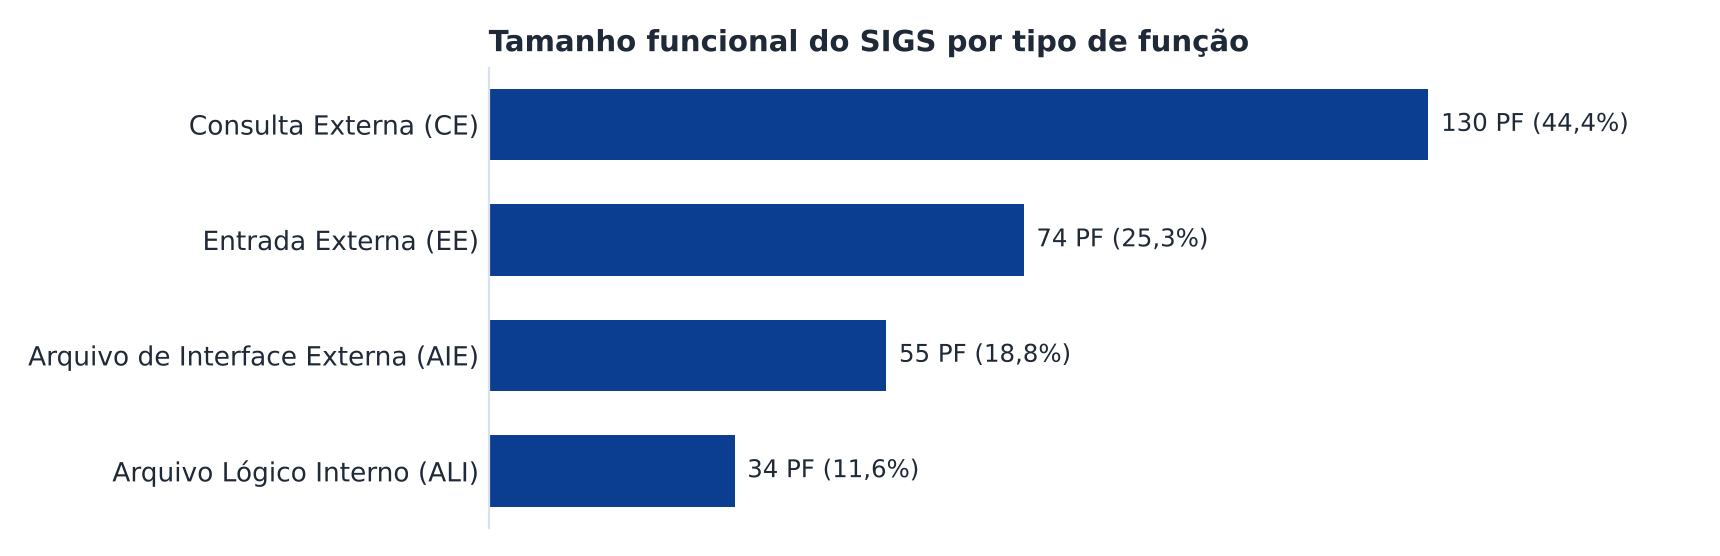 Tamanho funcional do SIGS por tipo de função
Consulta Externa (CE) 130 PF (44,4%)
Entrada Externa (EE) 74 PF (25,3%)
Arquivo de Interface Externa (AIE) 55 PF (18,8%)
Arquivo Lógico Interno (ALI) 34 PF (11,6%)